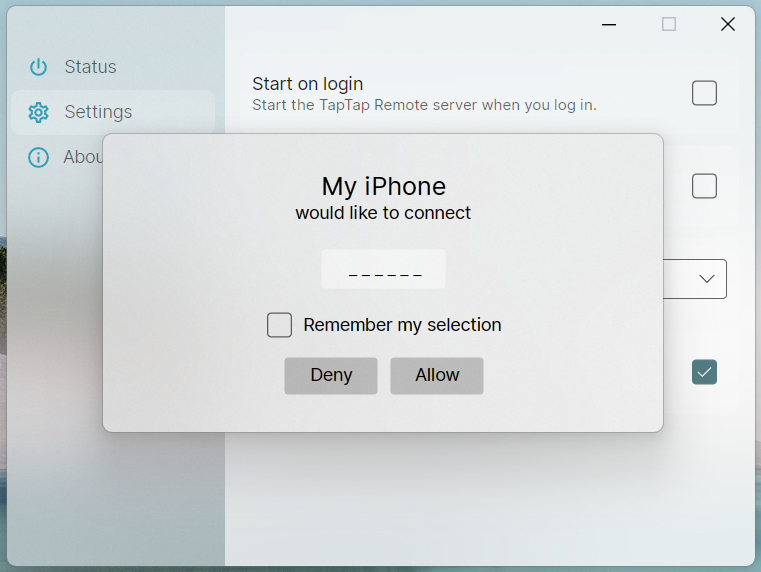 Status
Settings
Abou
Start on login
Start the TapTap Remote server when you log in.
My iPhone
would like to connect
_ _ _ _ _ _
Remember my selection
Deny
Allow